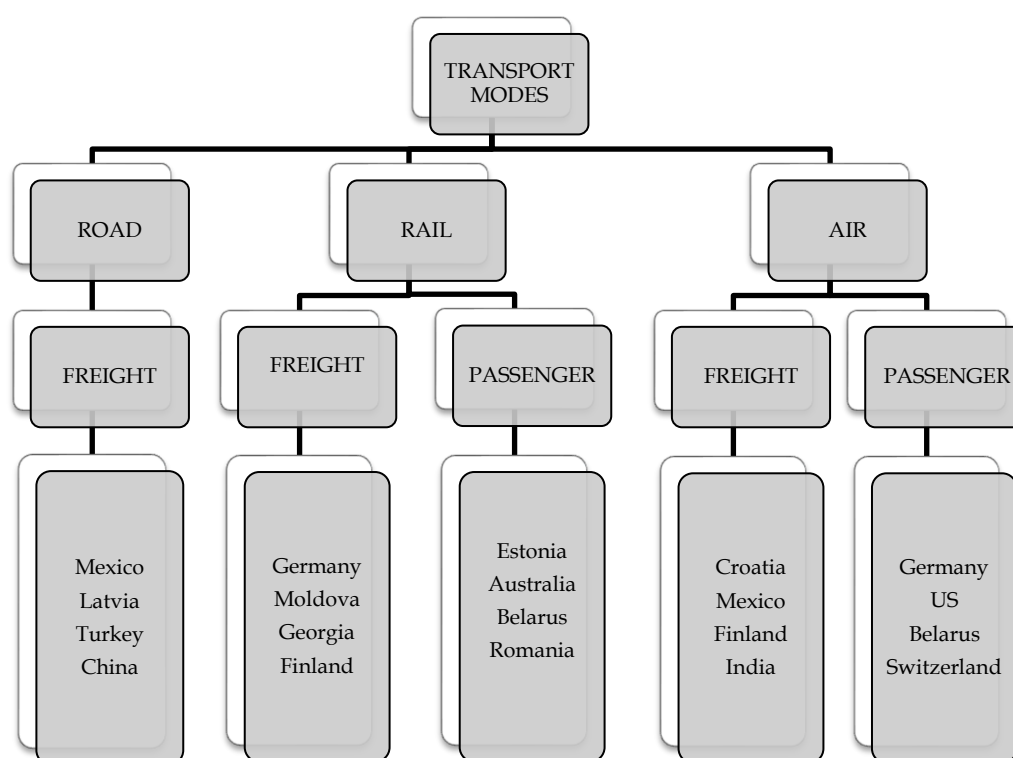 TRANSPORT
MODES
ROAD
RAIL
AIR
FREIGHT
FREIGHT
PASSENGER
FREIGHT
PASSENGER
Mexico
Latvia
Turkey
China
Germany
Moldova
Georgia
Finland
Estonia
Australia
Belarus
Romania
Croatia
Mexico
Finland
India
Germany
US
Belarus
Switzerland